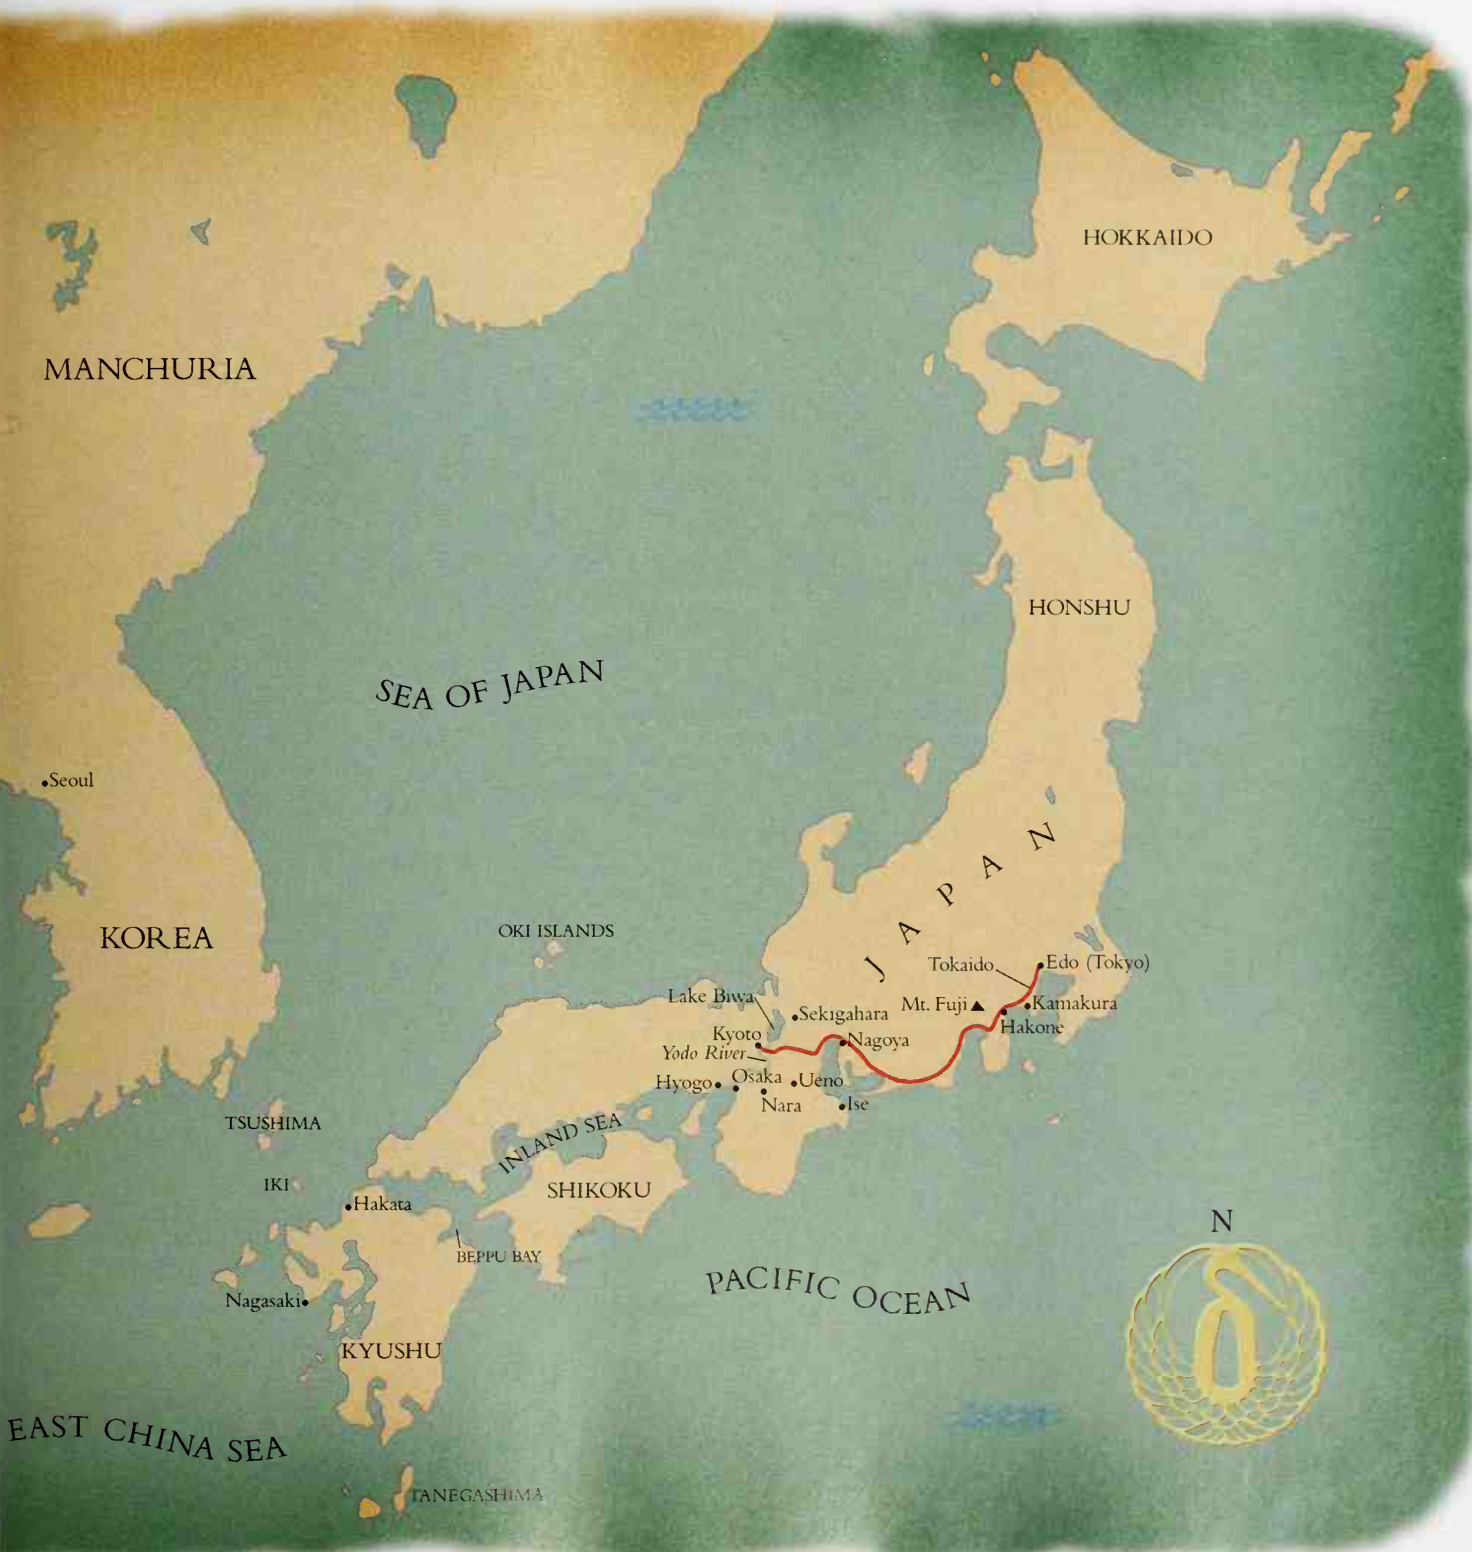 HOKKAIDO
MANCHURIA
HONSHU
SEA OF JAPAN
Seoul
JAPAN
KOREA
OKI ISLANDS
Tokaido
Edo (Tokyo)
Lake Biwa
Sekigahara
Mt. Fuji
Kamakura
Hakone
Kyoto
Nagoya
Yodo River
Hyogo
Osaka
Ueno
Nara
Ise
TSUSHIMA
INLAND SEA
IKI
SHIKOKU
Hakata
BEPPU BAY
N
PACIFIC OCEAN
Nagasaki
KYUSHU
EAST CHINA SEA
TANEGASHIMA